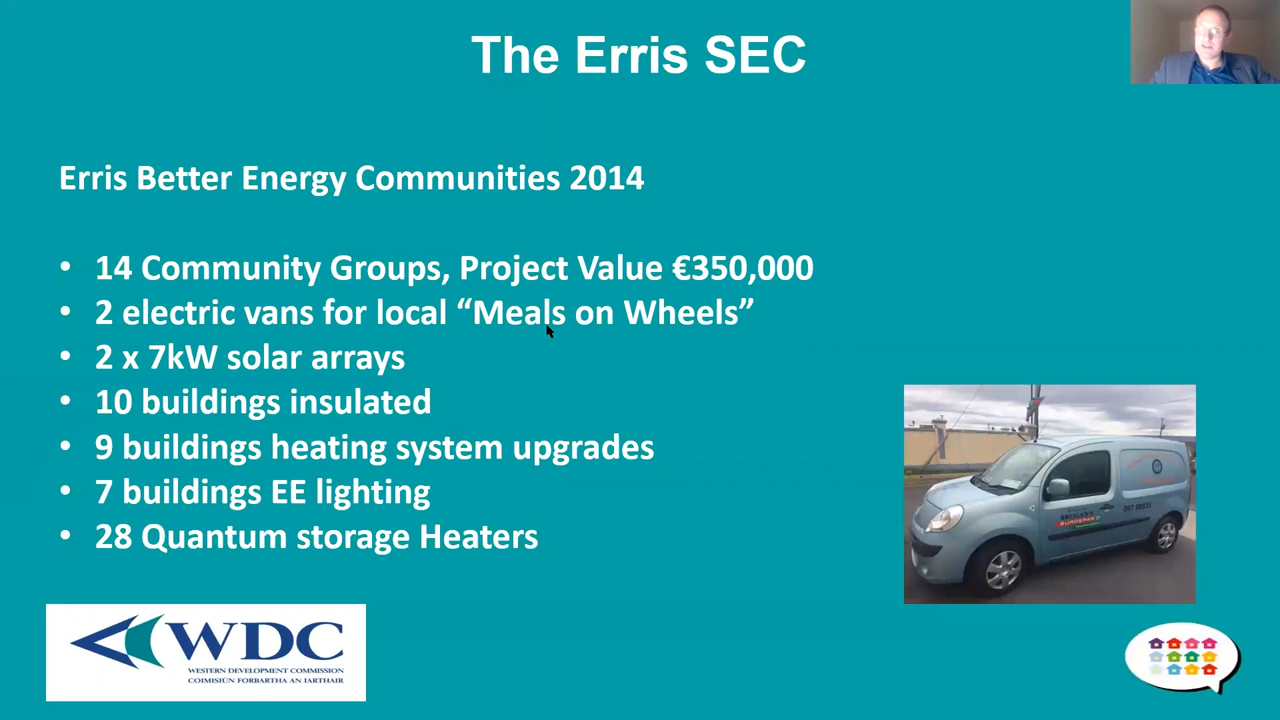 The Erris SEC
Erris Better Energy Communities 2014
• 14 Community Groups, Project Value €350,000
• 2 electric vans for local “Meals on Wheels”
• 2 x 7kW solar arrays
• 10 buildings insulated
• 9 buildings heating system upgrades
• 7 buildings EE lighting
• 28 Quantum storage Heaters
WDC
WESTERN DEVELOPMENT COMMISSION
COIMISIÚN FORBARTHA AN IARTHAIR